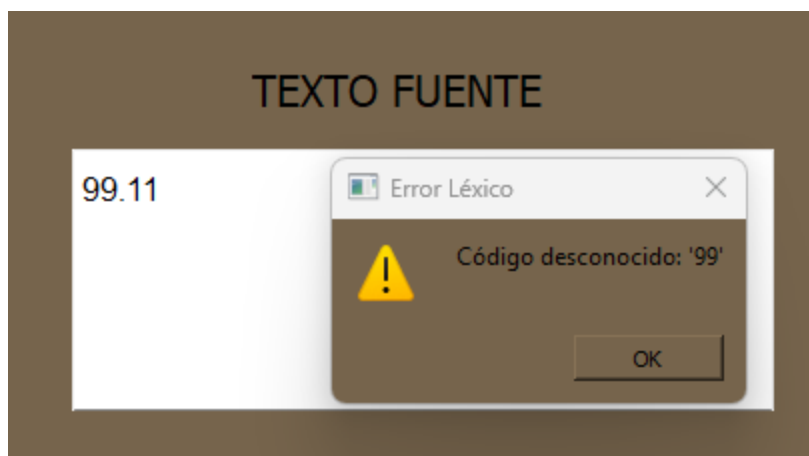 TEXTO FUENTE
99.11
Error Léxico
Código desconocido: '99'
OK